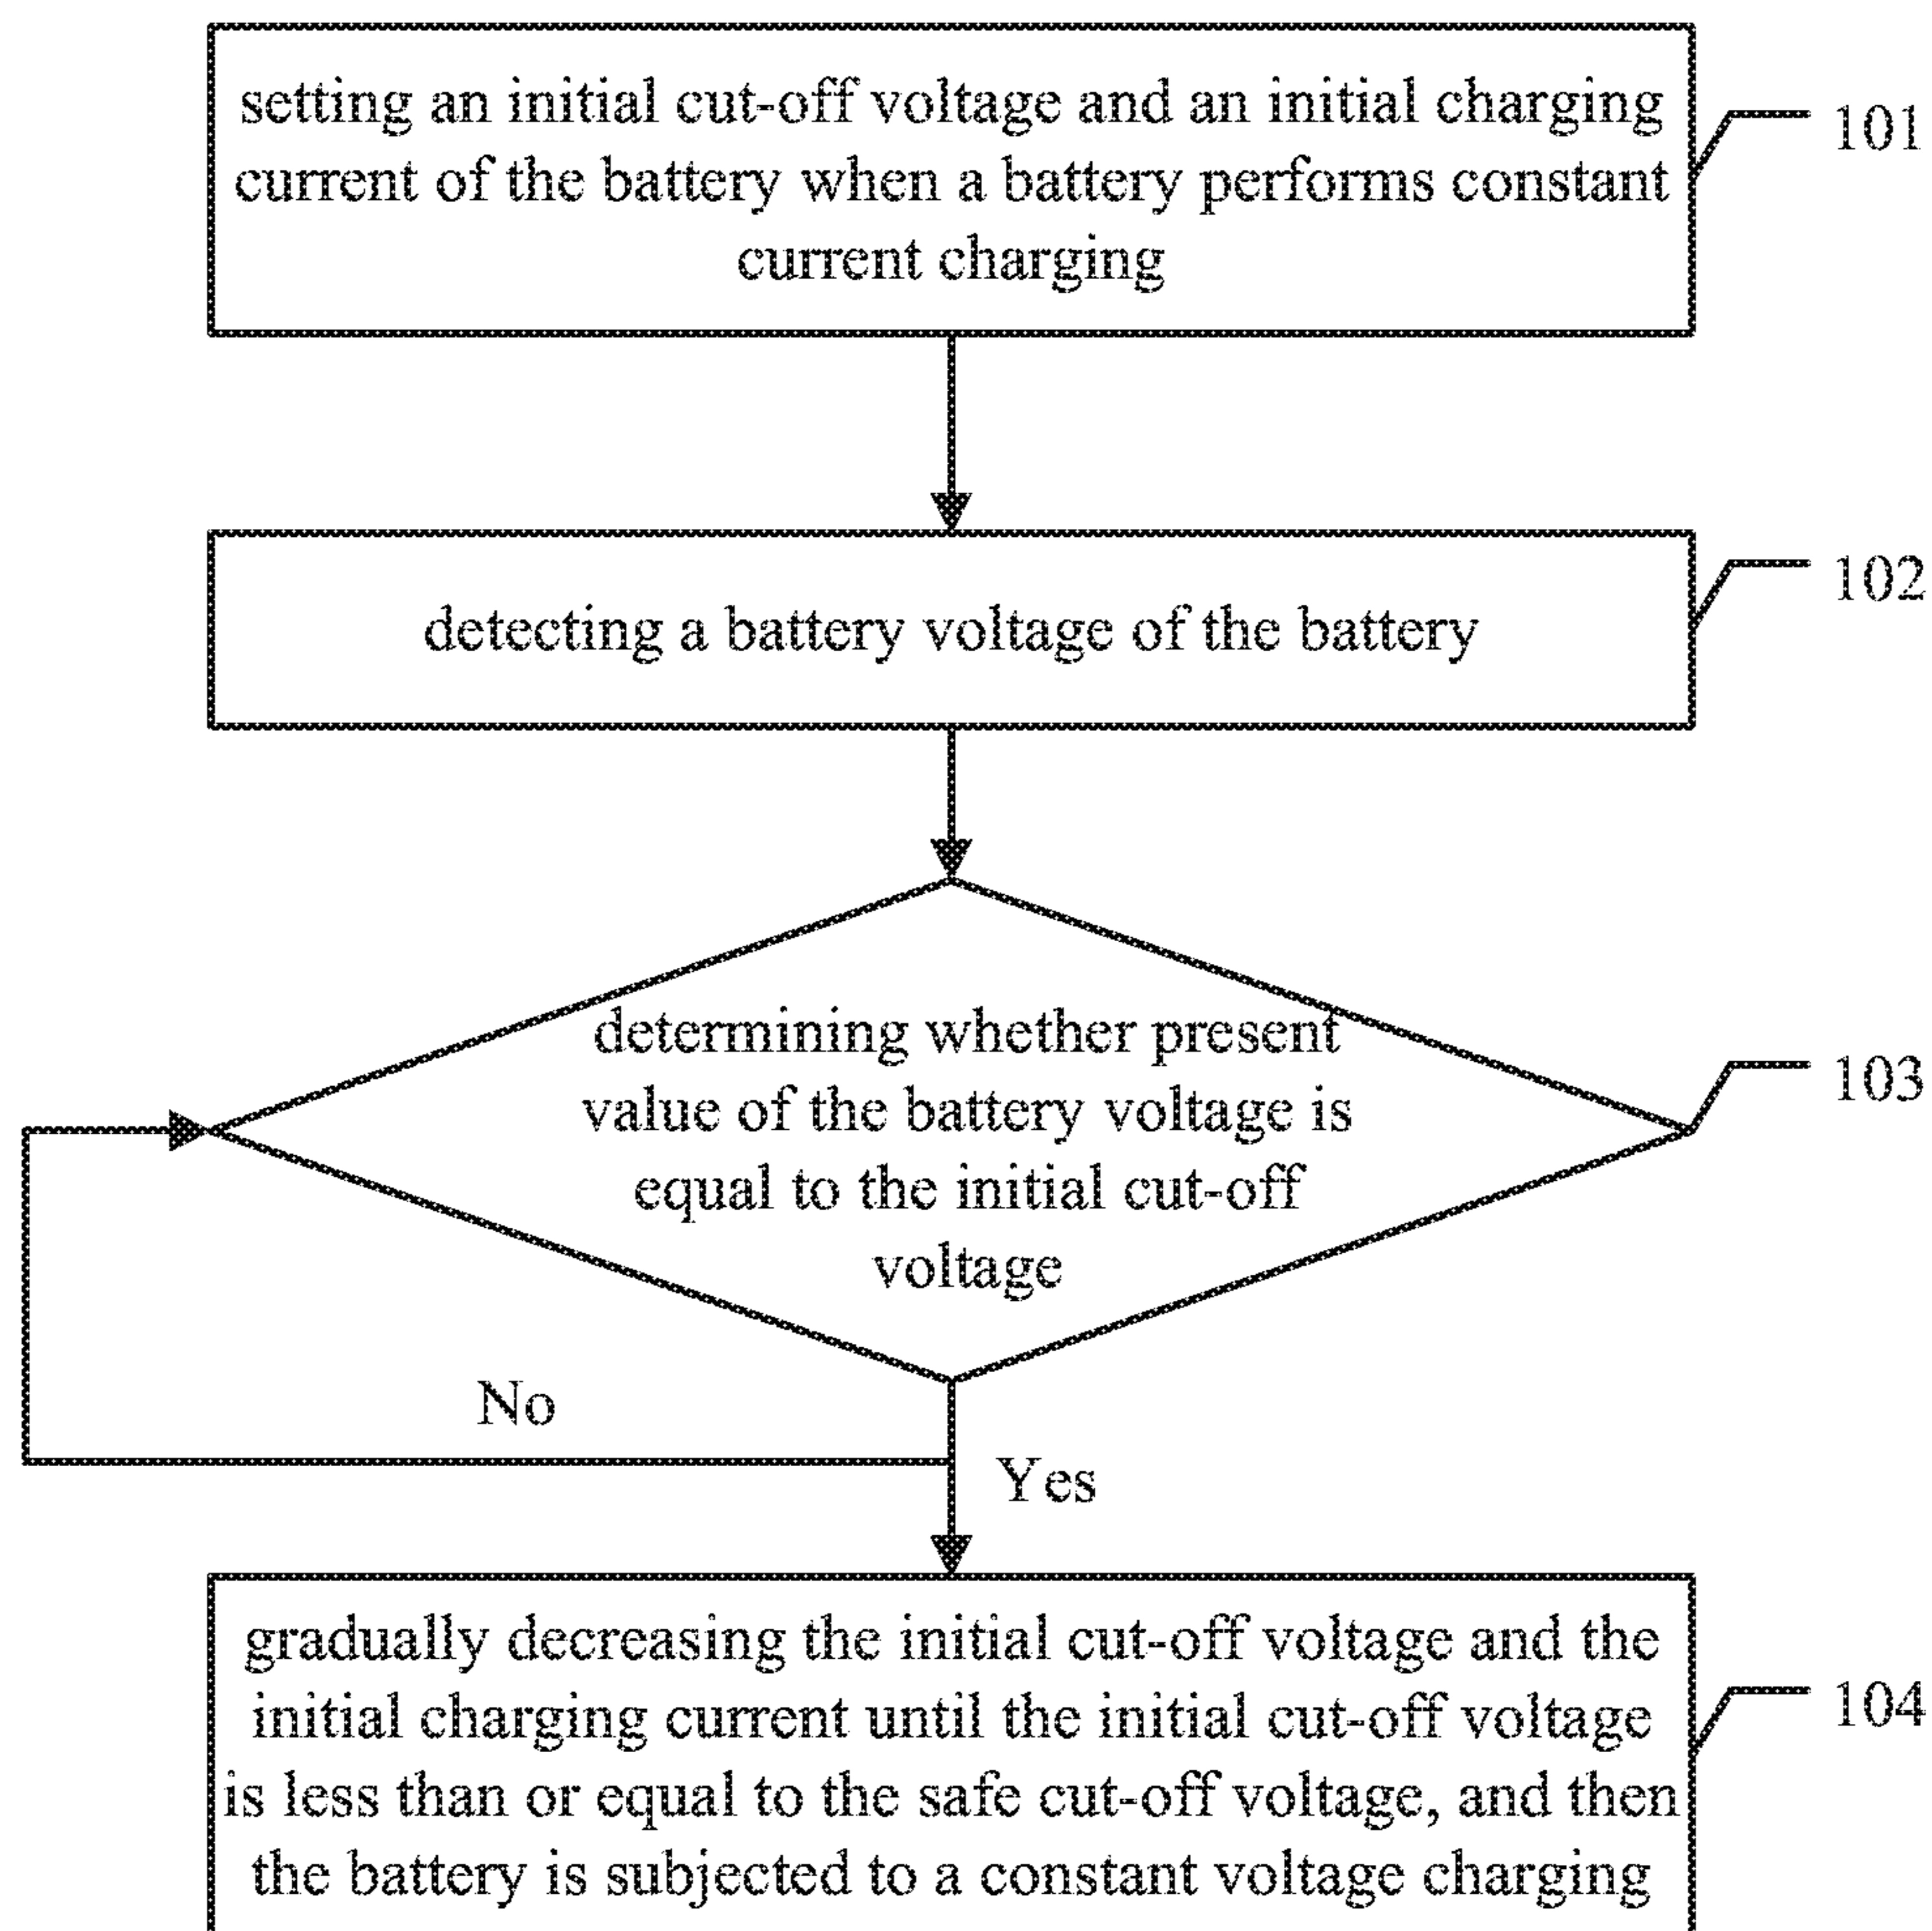 setting an initial cut-off voltage and an initial charging
current of the battery when a battery performs constant
current charging
101
detecting a battery voltage of the battery
102
determining whether present
value of the battery voltage is
equal to the initial cut-off
voltage
103
No
Yes
gradually decreasing the initial cut-off voltage and the
initial charging current until the initial cut-off voltage
is less than or equal to the safe cut-off voltage, and then
the battery is subjected to a constant voltage charging
104